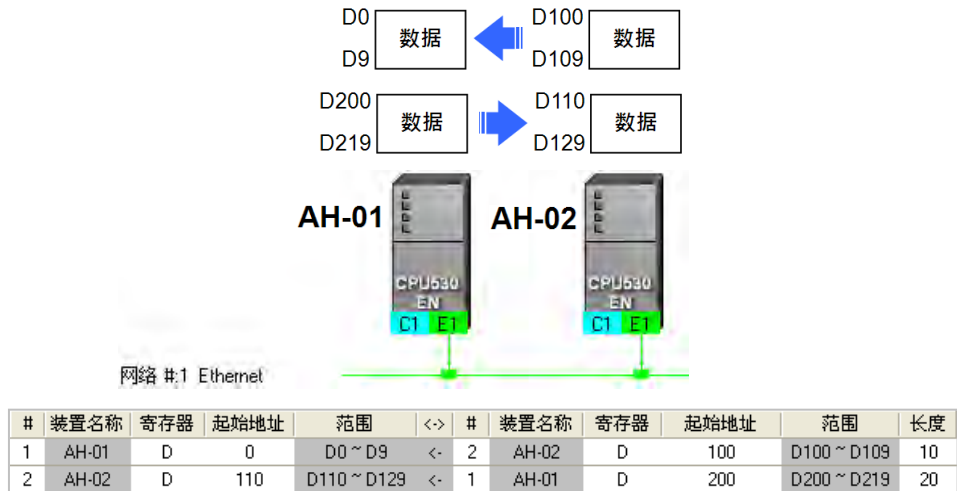 D0 数据 D100 数据
D9 D109
D200 数据 D110 数据
D219 D129
AH-01 AH-02
CPU530 CPU530
EN EN
C1 E1 C1 E1
网络 #:1 Ethernet
# 装置名称 寄存器 起始地址 范围 <-> # 装置名称 寄存器 起始地址 范围 长度
1 AH-01 D 0 D0 ~ D9 <- 2 AH-02 D 100 D100 ~ D109 10
2 AH-02 D 110 D110 ~ D129 <- 1 AH-01 D 200 D200 ~ D219 20